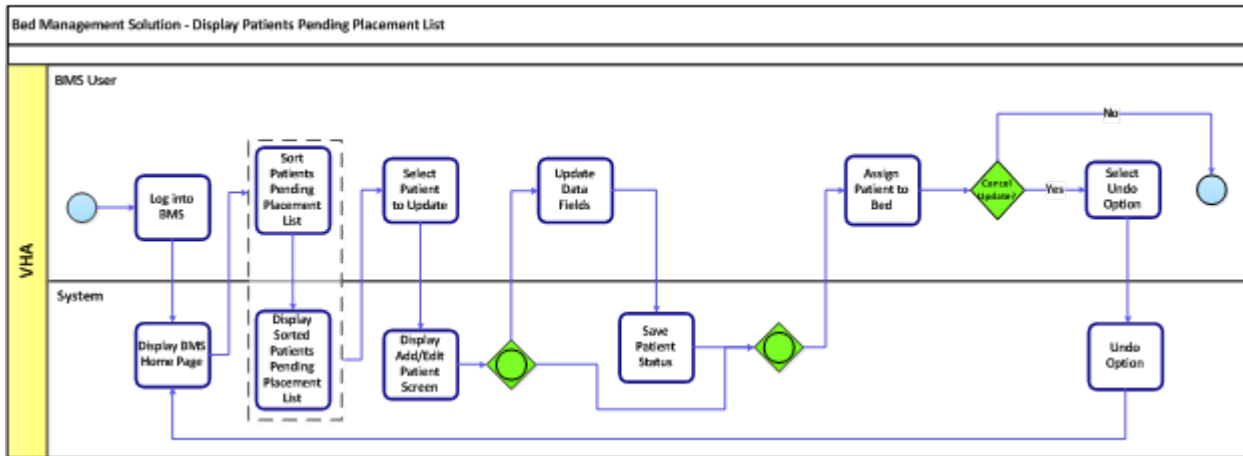 Bed Management Solution - Display Patients Pending Placement List
VHA
BMS User
Log into
BMS
Sort
Patients
Pending
Placement
List
Select
Patient
to Update
Update
Data
Fields
Assign
Patient to
Bed
Cancel
Update?
No
Yes
Select
Undo
Option
System
Display BMS
Home Page
Display
Sorted
Patients
Pending
Placement
List
Display
Add/Edit
Patient
Screen
Save
Patient
Status
Undo
Option